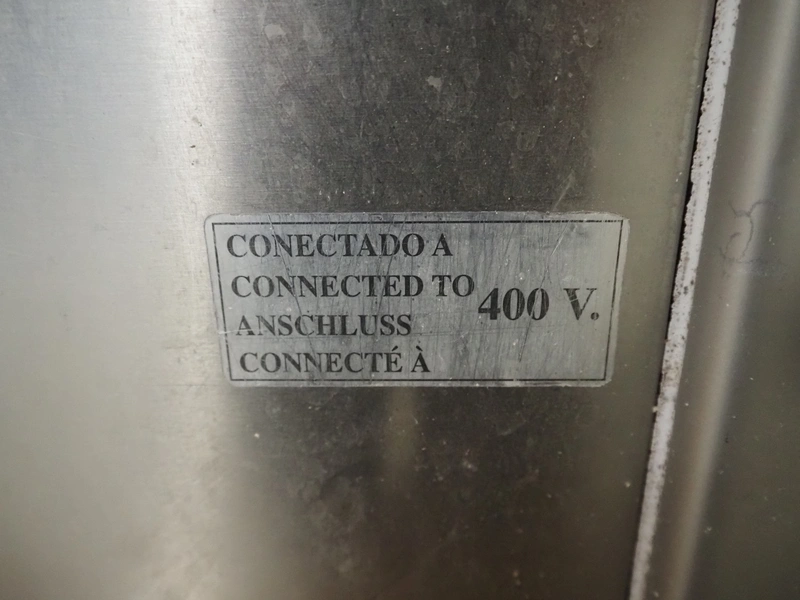 CONECTADO A
CONNECTED TO
ANSCHLUSS
CONNECTÉ À
400 V.